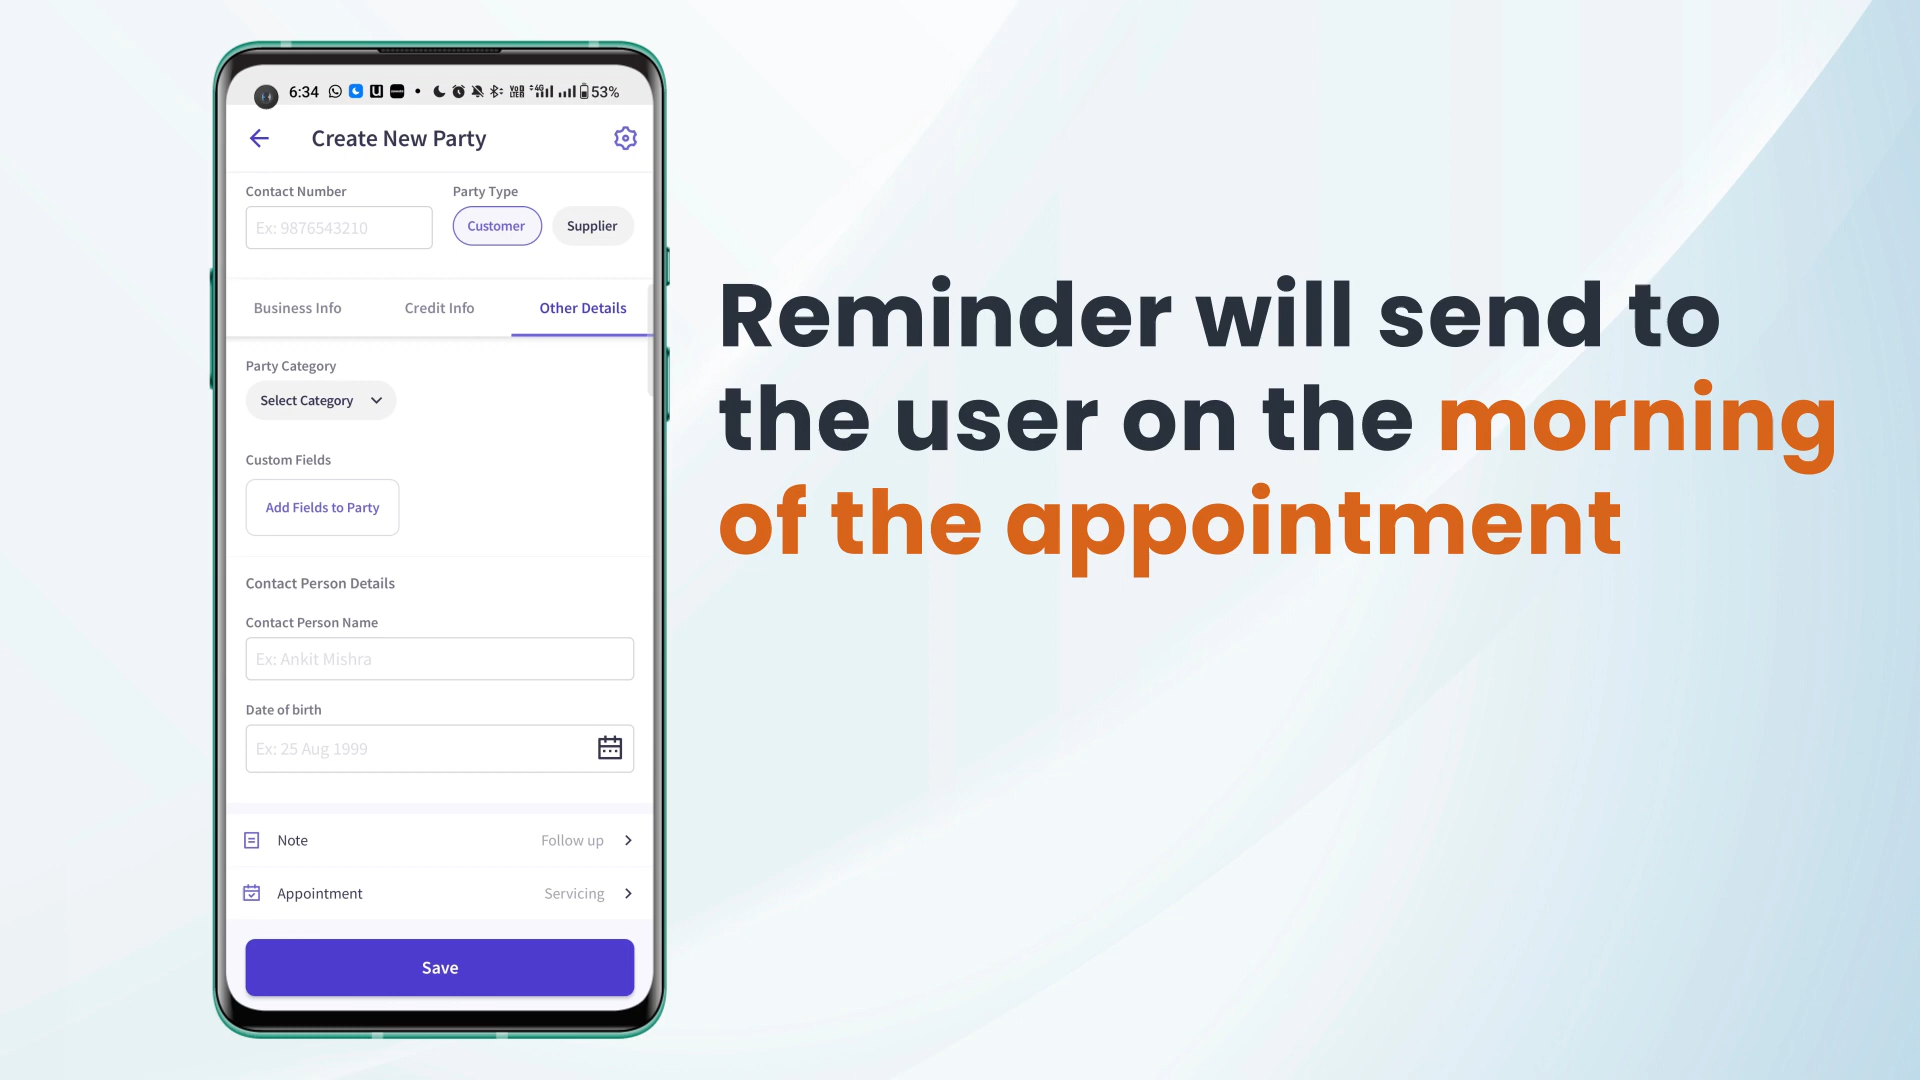 6:34
53%
Create New Party
Contact Number
Party Type
Ex: 9876543210
Customer
Supplier
Business Info
Credit Info
Other Details
Party Category
Select Category
Custom Fields
Add Fields to Party
Contact Person Details
Contact Person Name
Ex: Ankit Mishra
Date of birth
Ex: 25 Aug 1999
Note
Follow up
Appointment
Servicing
Save
Reminder will send to
the user on the morning
of the appointment